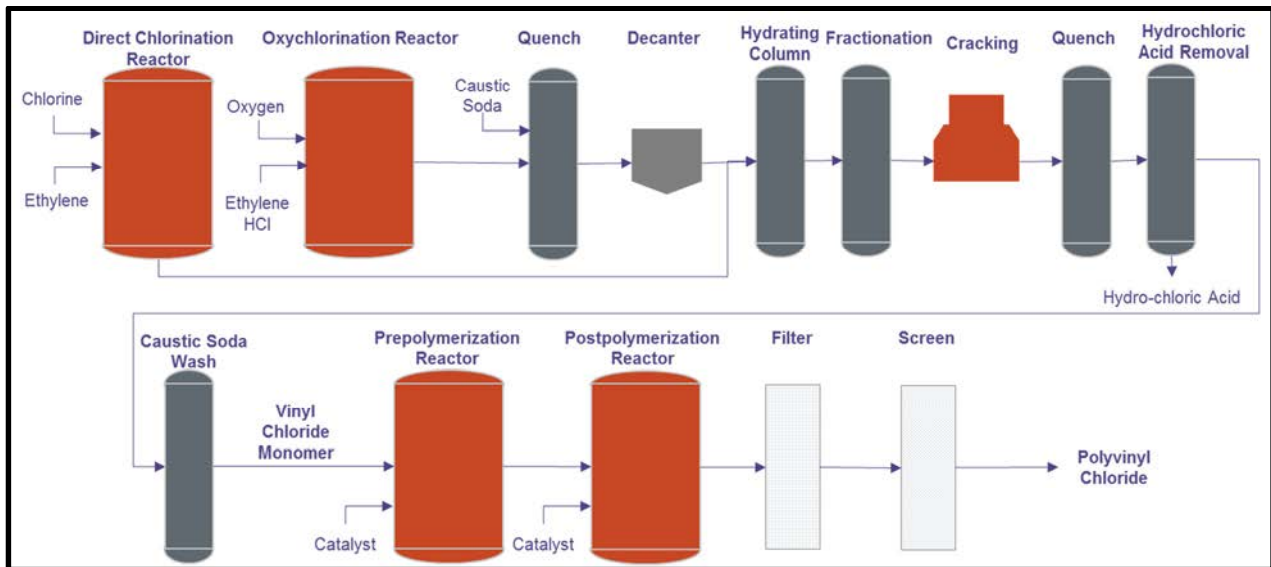 Direct Chlorination
Reactor
Oxychlorination Reactor
Quench
Decanter
Hydrating
Column
Fractionation
Cracking
Quench
Hydrochloric
Acid Removal
Chlorine
Ethylene
Oxygen
Ethylene
HCl
Caustic
Soda
Hydro-chloric Acid
Caustic Soda
Wash
Vinyl
Chloride
Monomer
Prepolymerization
Reactor
Catalyst
Postpolymerization
Reactor
Catalyst
Filter
Screen
Polyvinyl
Chloride